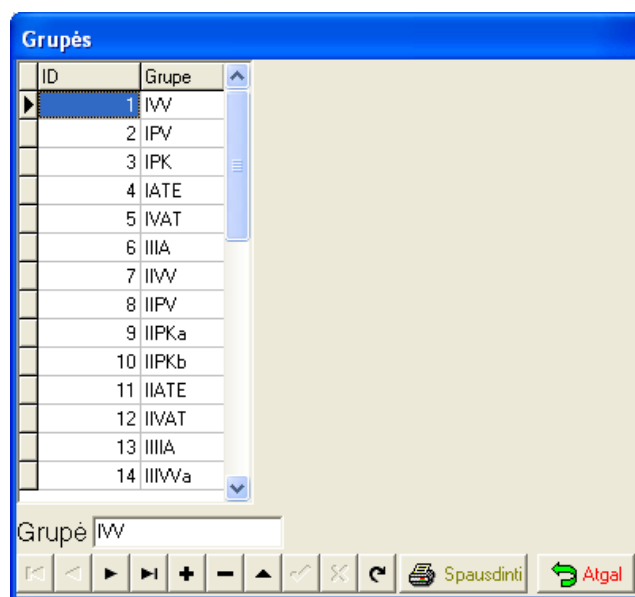 Grupės
ID Grupe
1 IVV
2 IPV
3 IPK
4 IATE
5 IVAT
6 IIIA
7 IIVV
8 IIPV
9 IIPKa
10 IIPKb
11 IIATE
12 IIVAT
13 IIIIA
14 IIIVVa
Grupė IVV
Spausdinti Atgal